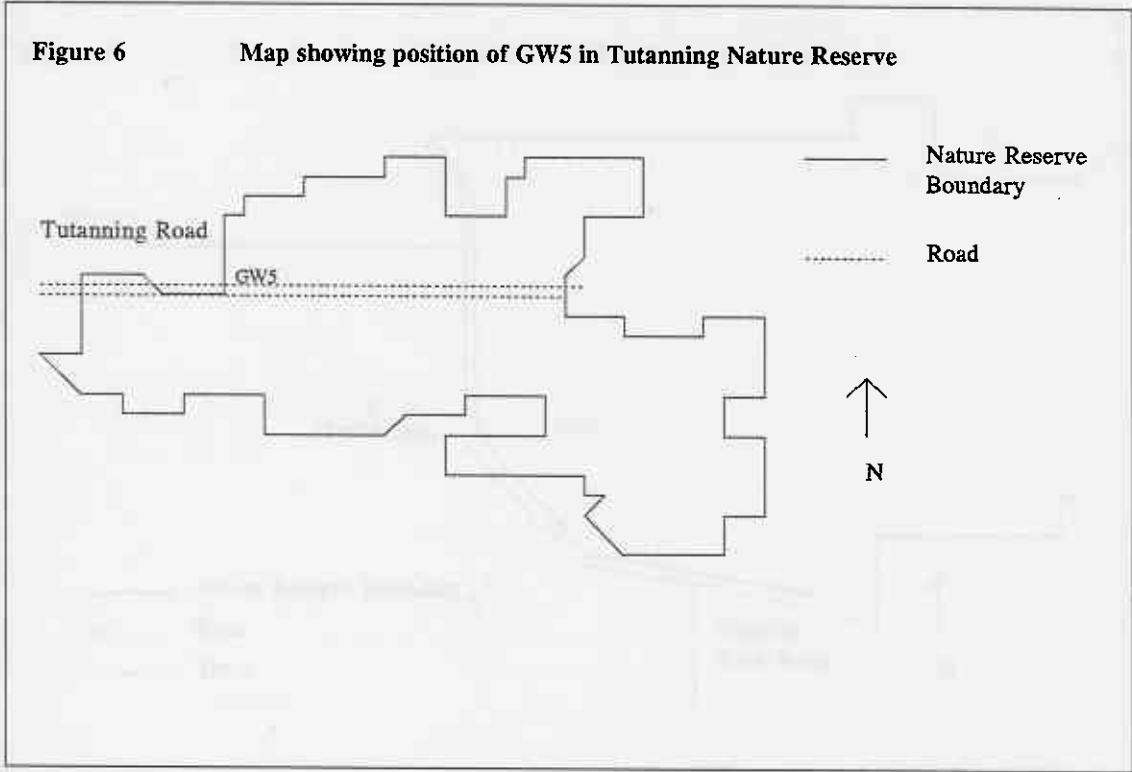 Figure 6 Map showing position of GW5 in Tutanning Nature Reserve
Nature Reserve
Boundary
Tutanning Road
Road
GW5
N